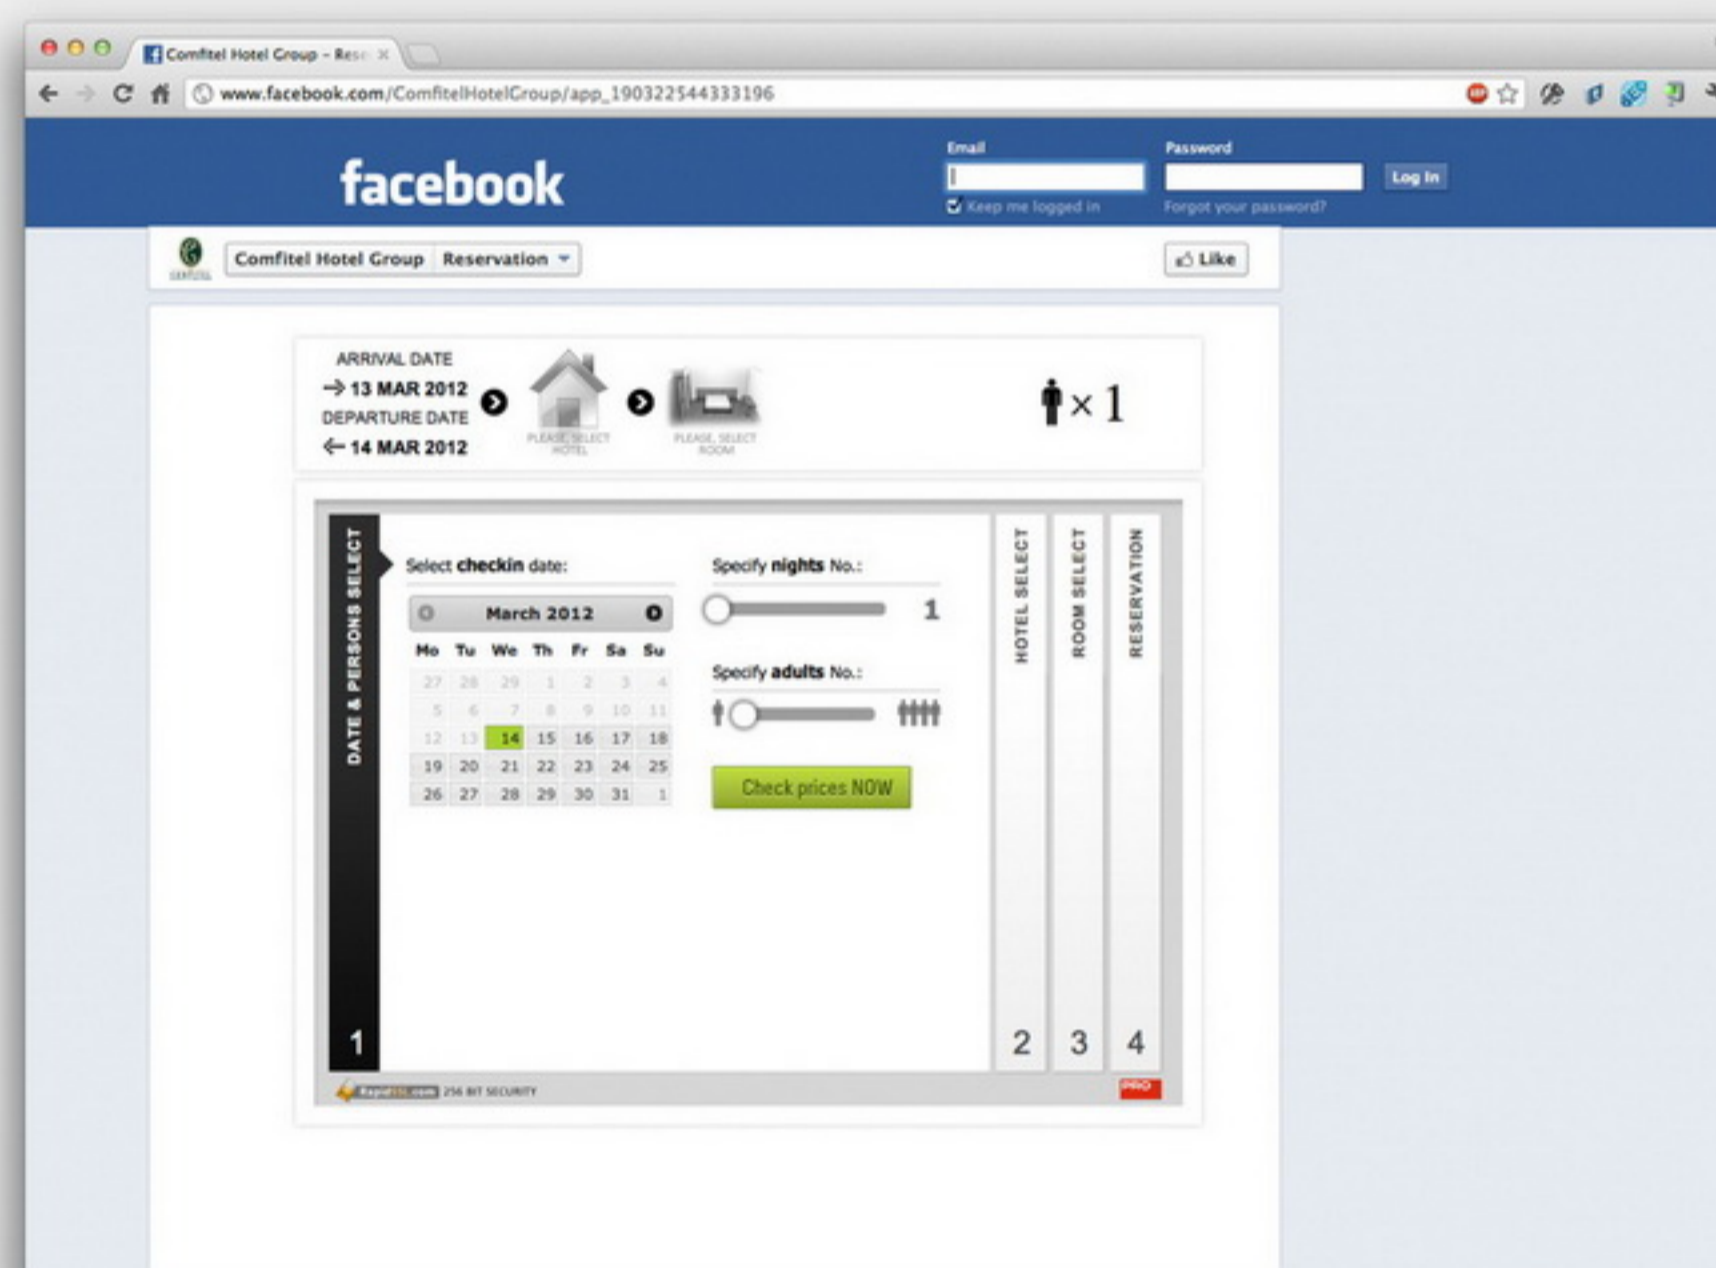 Comfitel Hotel Group – Rese
www.facebook.com/ComfitelHotelGroup/app_190322544333196
facebook
Email
Password
Log In
Keep me logged in
Forgot your password?
Comfitel Hotel Group Reservation
Like
ARRIVAL DATE
13 MAR 2012
DEPARTURE DATE
14 MAR 2012
PLEASE, SELECT
HOTEL
PLEASE, SELECT
ROOM
× 1
DATE & PERSONS SELECT
1
Select checkin date:
March 2012
Mo Tu We Th Fr Sa Su
27 28 29 1 2 3 4
5 6 7 8 9 10 11
12 13 14 15 16 17 18
19 20 21 22 23 24 25
26 27 28 29 30 31 1
Specify nights No.:
1
Specify adults No.:
Check prices NOW
HOTEL SELECT
2
ROOM SELECT
3
RESERVATION
4
256 BIT SECURITY
PRO